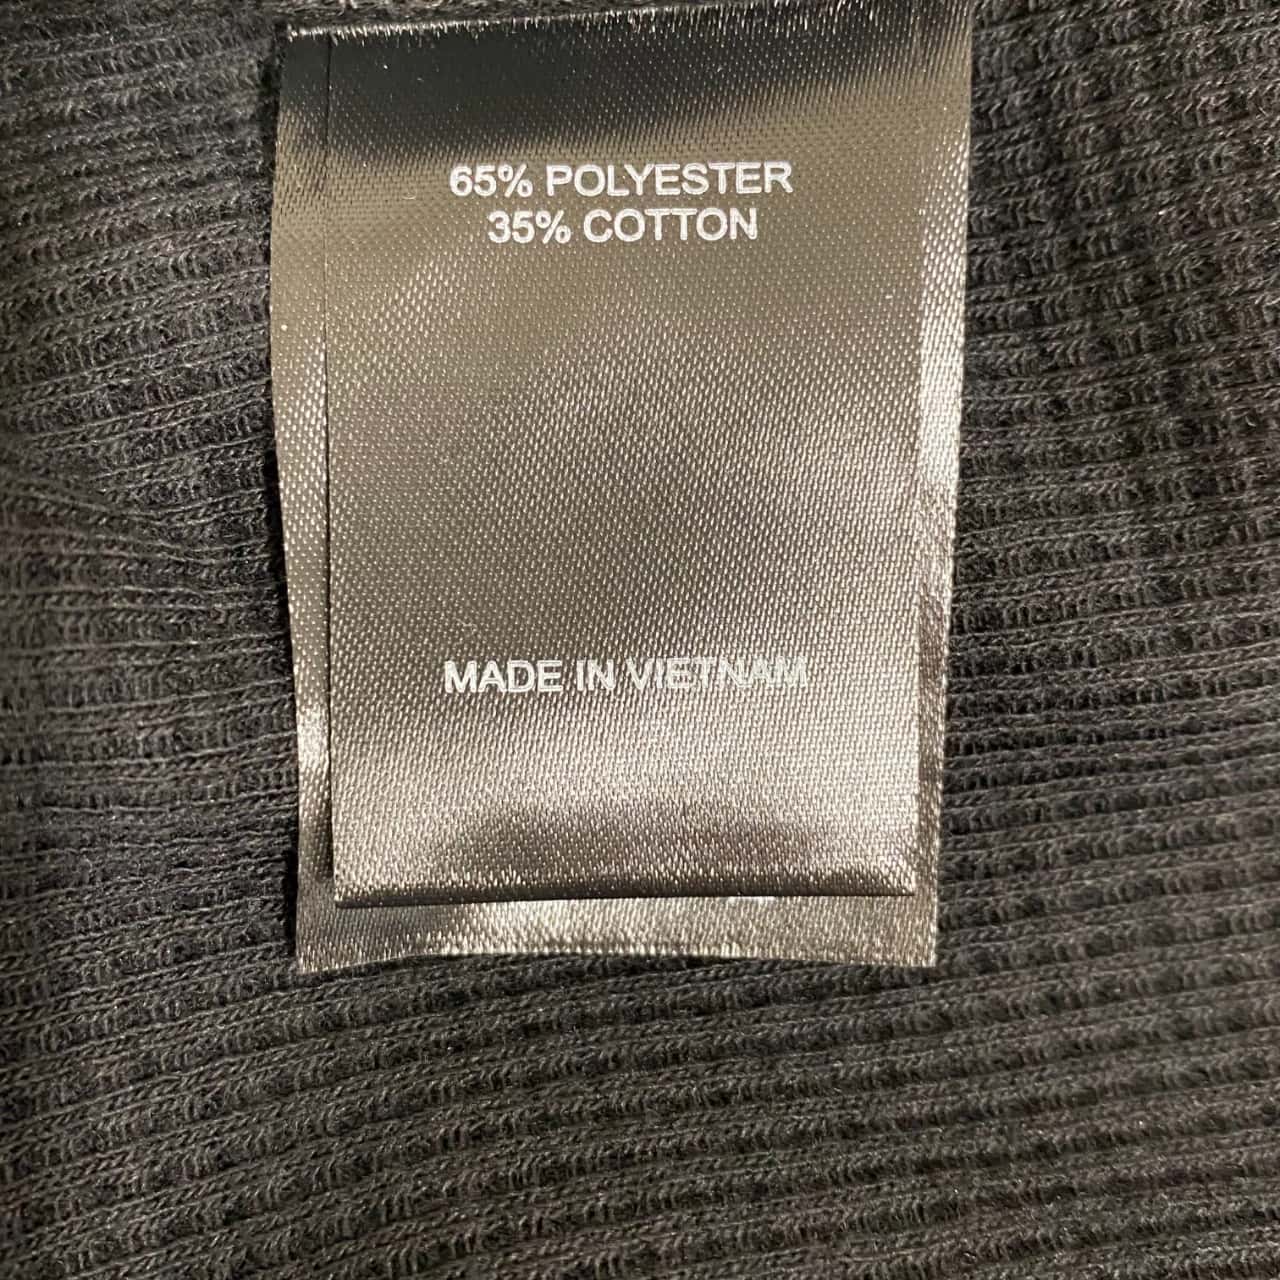 65% POLYESTER
35% COTTON
MADE IN VIETNAM